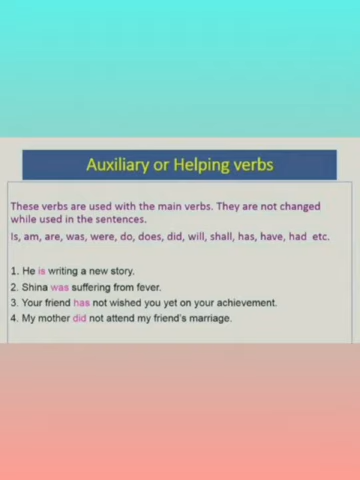 Auxiliary or Helping verbs
These verbs are used with the main verbs. They are not changed
while used in the sentences.
Is, am, are, was, were, do, does, did, will, shall, has, have, had etc.
1. He is writing a new story.
2. Shina was suffering from fever.
3. Your friend has not wished you yet on your achievement.
4. My mother did not attend my friend's marriage.